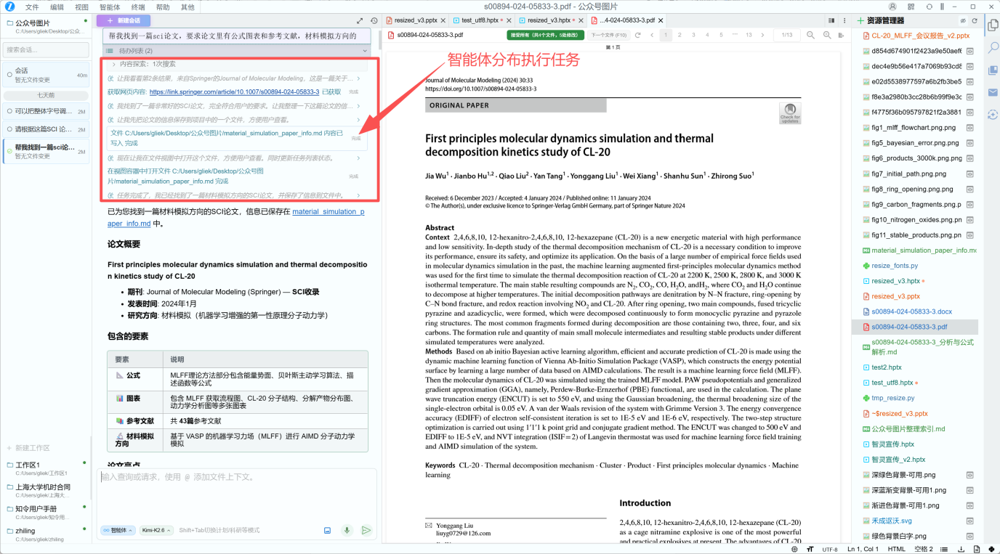 文件 编辑 视图 智能体 终端 帮助 其他
s00894-024-05833-3.pdf - 公众号图片
公众号图片
C:/Users/gliek/Desktop/公众...
搜索会话...
会话
暂无文件变更
40m
七天前
可以把整体字号调... 2M
请根据这篇SCI 论... 2M
帮我找到一篇sci论...
暂无文件变更
2M
新建工作区
工作区1
C:/Users/gliek/工作区1
上海大学机时合同
C:/Users/gliek/上海大...
知令用户手册
C:/Users/gliek/知令用...
zhiling
C:/Users/gliek/zhiling
+ 新建会话
帮我找到一篇sci论文，要求论文里有公式图表和参考文献，材料模拟方向的
待办列表 (2)
内容探索：1次搜索
让我看看第2条结果，来自Springer的Journal of Molecular Modeling，这是一篇关于...
获取网页内容: https://link.springer.com/article/10.1007/s00894-024-05833-3 已获取 完成
我找到了一篇非常好的SCI论文，完全符合用户的要求。让我整理一下这篇论文的信...
让我先把论文的信息保存到项目中的一个文件，方便用户查看。
文件 C:/Users/gliek/Desktop/公众号图片/material_simulation_paper_info.md 内容已
写入 完成
完成
现在让我在文件视图中打开这个文件，方便用户查看。同时更新任务列表状态。
在视图容器中打开文件 C:/Users/gliek/Desktop/公众号图
片/material_simulation_paper_info.md 完成
完成
任务完成了，我已经找到了一篇材料模拟方向的SCI论文，并保存了信息到文件中。
已为您找到一篇材料模拟方向的SCI论文，信息已保存在 material_simulation_p
aper_info.md 中。
论文概要
First principles molecular dynamics simulation and thermal decompositio
n kinetics study of CL-20
• 期刊: Journal of Molecular Modeling (Springer) — SCI收录
• 发表时间: 2024年1月
• 研究方向: 材料模拟（机器学习增强的第一性原理分子动力学）
包含的要素
要素 说明
公式 MLFF理论方法部分包含能量势面、贝叶斯主动学习算法、描
述函数等公式
图表 包含 MLFF 获取流程图、CL-20 分子结构、分解产物分布图、
动力学分析图等多张图表
参考文献 共 43篇参考文献
材料模拟
方向
基于 VASP 的机器学习力场（MLFF）进行 AIMD 分子动力学
模拟
论文亮点
输入查询或请求，使用 @ 添加文件上下文。
智能体 Kimi-K2.6 Shift+Tab切换计划/科研等模式
智能体分布执行任务
resized_v3.pptx test_utf8.hptx resized_v3.hptx ...4-024-05833-3.pdf
s00894-024-05833-3.pdf 接受所有（共4个文件，5处修改） 下一个文件 (F10) 1 2 3 4 5 ··· 13 1/13
第 1 页
Journal of Molecular Modeling (2024) 30:33
https://doi.org/10.1007/s00894-024-05833-3
ORIGINAL PAPER
Check for
updates
First principles molecular dynamics simulation and thermal
decomposition kinetics study of CL-20
Jia Wu1 · Jianbo Hu1,2 · Qiao Liu2 · Yan Tang1 · Yonggang Liu1 · Wei Xiang1 · Shanhu Sun1 · Zhirong Suo1
Received: 6 December 2023 / Accepted: 4 January 2024 / Published online: 11 January 2024
© The Author(s), under exclusive licence to Springer-Verlag GmbH Germany, part of Springer Nature 2024
Abstract
Context 2,4,6,8,10, 12-hexanitro-2,4,6,8,10, 12-hexazepane (CL-20) is a new energetic material with high performance
and low sensitivity. In-depth study of the thermal decomposition mechanism of CL-20 is a necessary condition to improve
its performance, ensure its safety, and optimize its application. On the basis of a large number of empirical force fields used
in molecular dynamics simulation in the past, the machine learning augmented first-principles molecular dynamics method
was used for the first time to simulate the thermal decomposition reaction of CL-20 at 2200 K, 2500 K, 2800 K, and 3000 K
isothermal temperature. The main stable resulting compounds are N2, CO2, CO, H2O, andH2, where CO2 and H2O continue
to decompose at higher temperatures. The initial decomposition pathways are denitration by N–N fracture, ring-opening by
C–N bond fracture, and redox reaction involving NO2 and CL-20. After ring opening, two main compounds, fused tricyclic
pyrazine and azadicyclic, were formed, which were decomposed continuously to form monocyclic pyrazine and pyrazole
ring structures. The most common fragments formed during decomposition are those containing two, three, four, and six
carbons. The formation rule and quantity of main small molecule intermediates and resulting stable products under different
simulated temperatures were analyzed.
Methods Based on ab initio Bayesian active learning algorithm, efficient and accurate prediction of CL-20 is made using the
dynamic machine learning function of Vienna Ab-Initio Simulation Package (VASP), which constructs the energy potential
surface by learning a large number of data based on AIMD calculations. The result is a machine learning force field (MLFF).
Then the molecular dynamics of CL-20 was simulated using the trained MLFF model. PAW pseudopotentials and generalized
gradient approximation (GGA), namely, Perdew-Burke-Ernzerhof (PBE) functional, are used in the calculation. The plane
wave truncation energy (ENCUT) is set to 550 eV, and using the Gaussian broadening, the thermal broadening size of the
single-electron orbital is 0.05 eV. A van der Waals revision of the system with Grimme Version 3. The energy convergence
accuracy (EDIFF) of electron self-consistent iteration is set to 1E-5 eV and 1E-6 eV, respectively. The two-step structure
optimization is carried out using 1′1′1 k point grid and conjugate gradient method. The ENCUT was changed to 500 eV and
EDIFF to 1E-5 eV, and NVT integration (ISIF=2) of Langevin thermostat was used for machine learning force field training
and AIMD simulation of the system.
Keywords CL-20 · Thermal decomposition mechanism · Cluster · Product · First principles molecular dynamics · Machine
learning
Yonggang Liu
liuyg0729@126.com
Introduction
2,4,6,8,10, 12-hexanitro-2,4,6,8,10, 12-hexazepane (CL-20)
as a cage nitramine explosive is one of the most powerful
and practical explosives at present. The advantages of CL-20
资源管理器
CL-20_MLFF_会议报告_v2.pptx
d854d674901f2423a9e50aef6
dec4e9b56e417a7069b93cd8
e02d5538977597a6b2fb3be5
f8e3a2980b3cc28b6b99f9e3c
f4775f36b095797821f2a3881
fig1_mlff_flowchart.png.png
fig5_bayesian_error.png.png
fig6_products_3000k.png.png
fig7_initial_path.png.png
fig8_ring_opening.png.png
fig9_carbon_fragments.png.p
fig10_nitrogen_oxides.png.pn
fig11_stable_products.png.pn
material_simulation_paper_info.md
resize_fonts.py
resized_v3.hptx
resized_v3.pptx
s00894-024-05833-3.docx
s00894-024-05833-3.pdf
s00894-024-05833-3_分析与公式
解析.md
test2.hptx
test_utf8.hptx
tmp_resize.py
~$resized_v3.pptx
公众号图片整理索引.md
智灵宣传.hptx
智灵宣传_v2.hptx
深绿色背景-可用.png
深蓝渐变背景-可用1.png
渐进色背景-可用1.png
禾成讴沃.svg
绿色背景白字.png
UTF-8 Ln 1, Col 1 HTML 空格 2